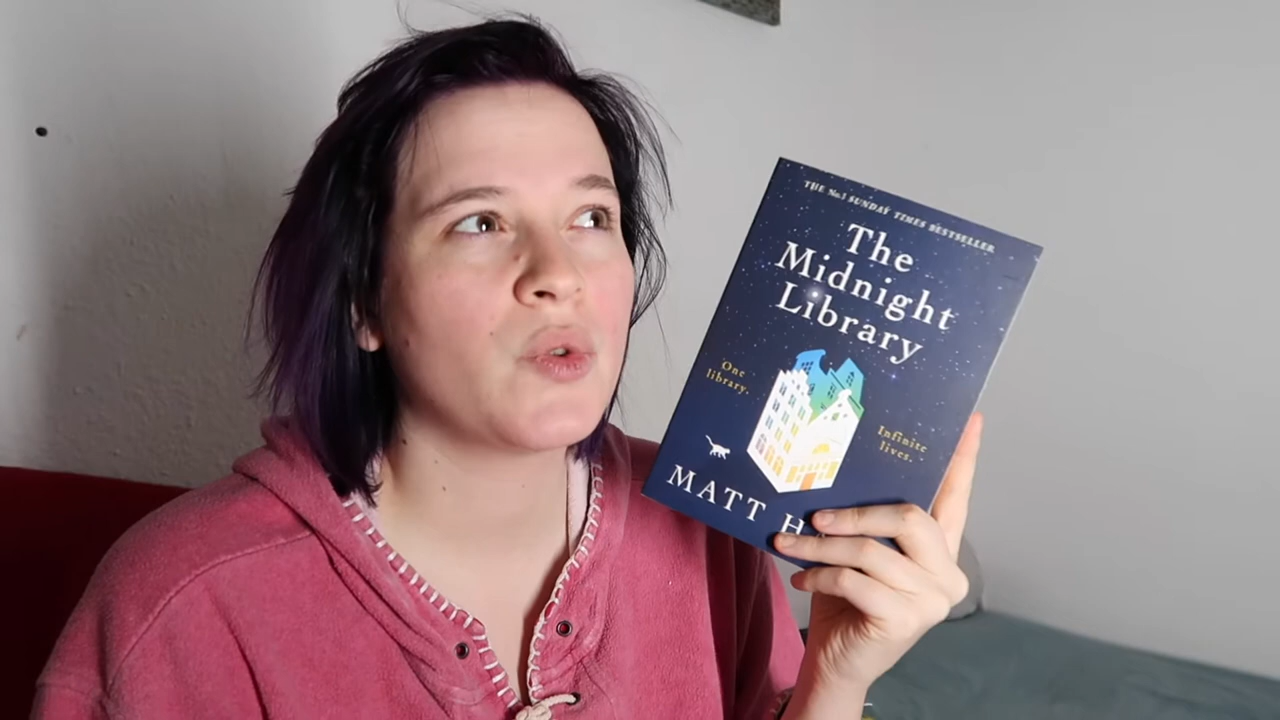 THE No.1 SUNDAY TIMES BESTSELLER
The
Midnight
Library
One
library.
Infinite
lives.
MATT H